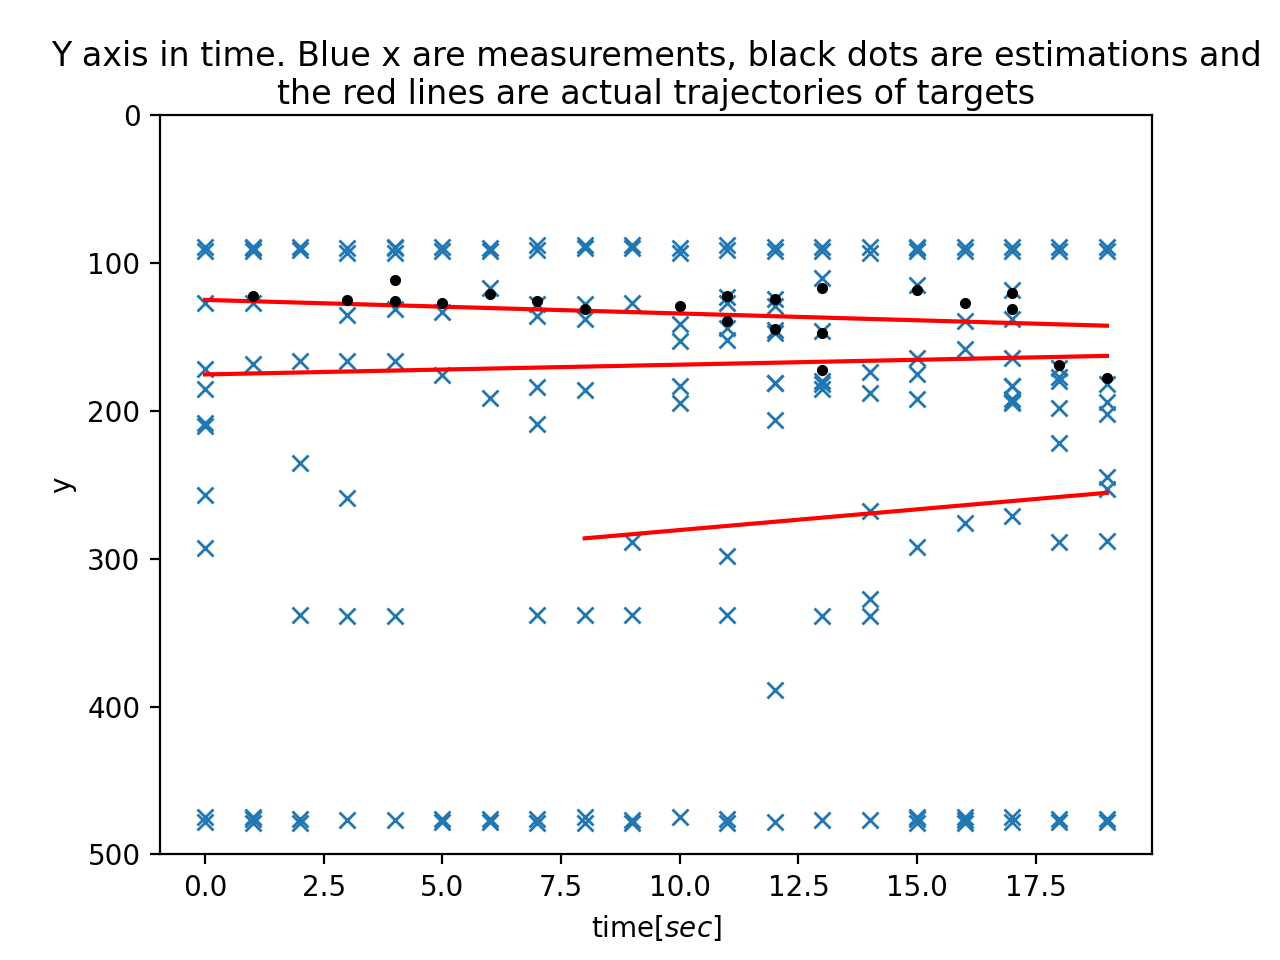 Y axis in time. Blue x are measurements, black dots are estimations and
the red lines are actual trajectories of targets
0
100
200
300
400
500
y
0.0 2.5 5.0 7.5 10.0 12.5 15.0 17.5
time[sec]